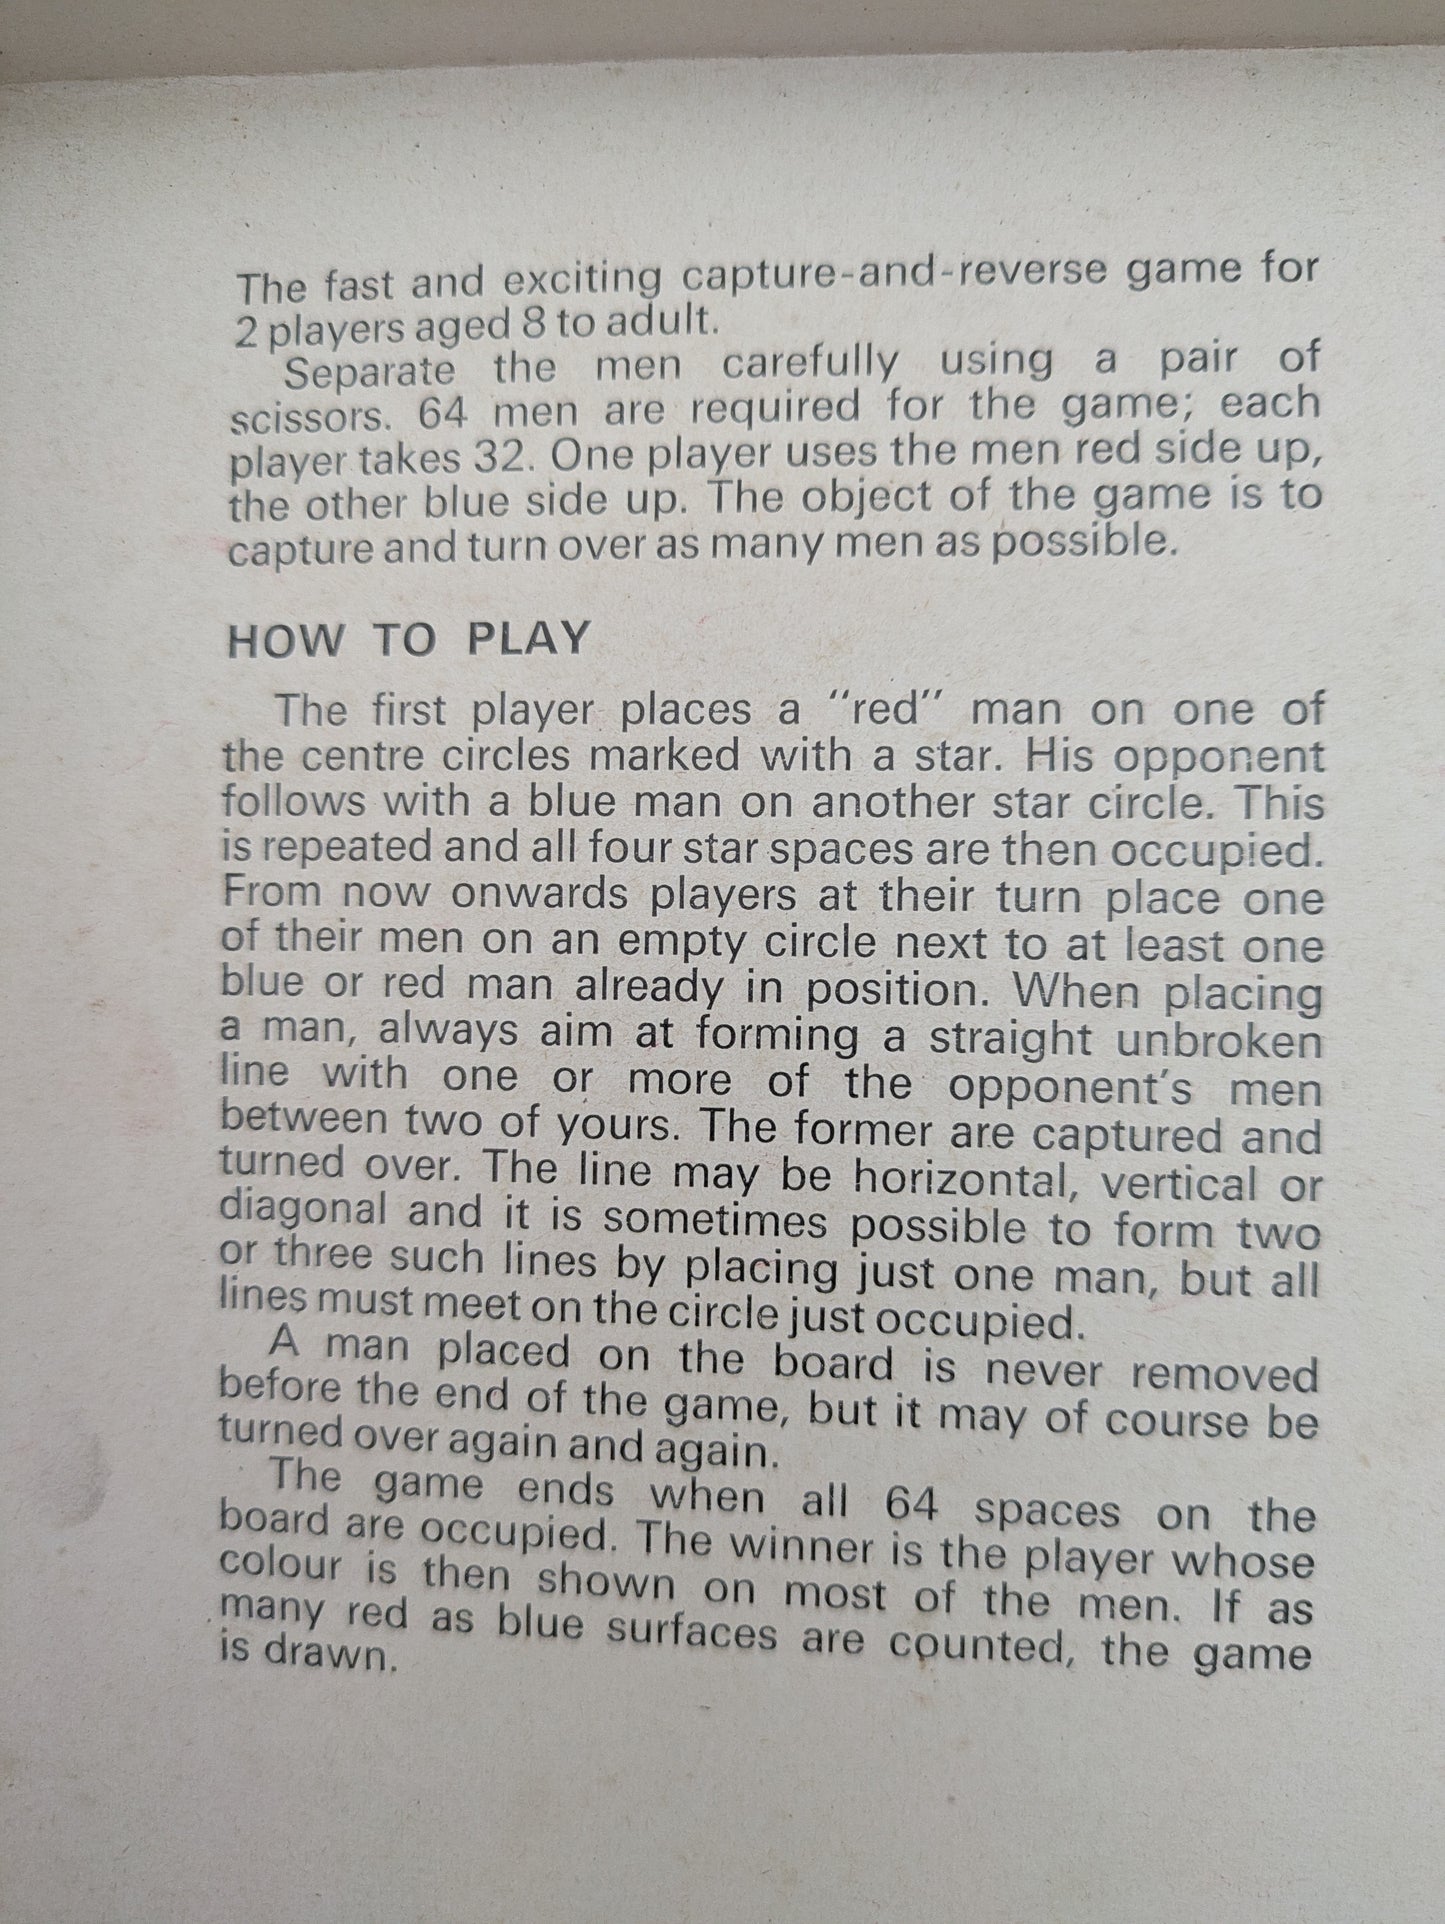 The fast and exciting capture-and-reverse game for
2 players aged 8 to adult.
Separate the men carefully using a pair of
scissors. 64 men are required for the game; each
player takes 32. One player uses the men red side up,
the other blue side up. The object of the game is to
capture and turn over as many men as possible.
HOW TO PLAY
The first player places a "red" man on one of
the centre circles marked with a star. His opponent
follows with a blue man on another star circle. This
is repeated and all four star spaces are then occupied.
From now onwards players at their turn place one
of their men on an empty circle next to at least one
blue or red man already in position. When placing
a man, always aim at forming a straight unbroken
line with one or more of the opponent's men
between two of yours. The former are captured and
turned over. The line may be horizontal, vertical or
diagonal and it is sometimes possible to form two
or three such lines by placing just one man, but all
lines must meet on the circle just occupied.
A man placed on the board is never removed
before the end of the game, but it may of course be
turned over again and again.
The game ends when all 64 spaces on the
board are occupied. The winner is the player whose
colour is then shown on most of the men. If as
many red as blue surfaces are counted, the game
is drawn.